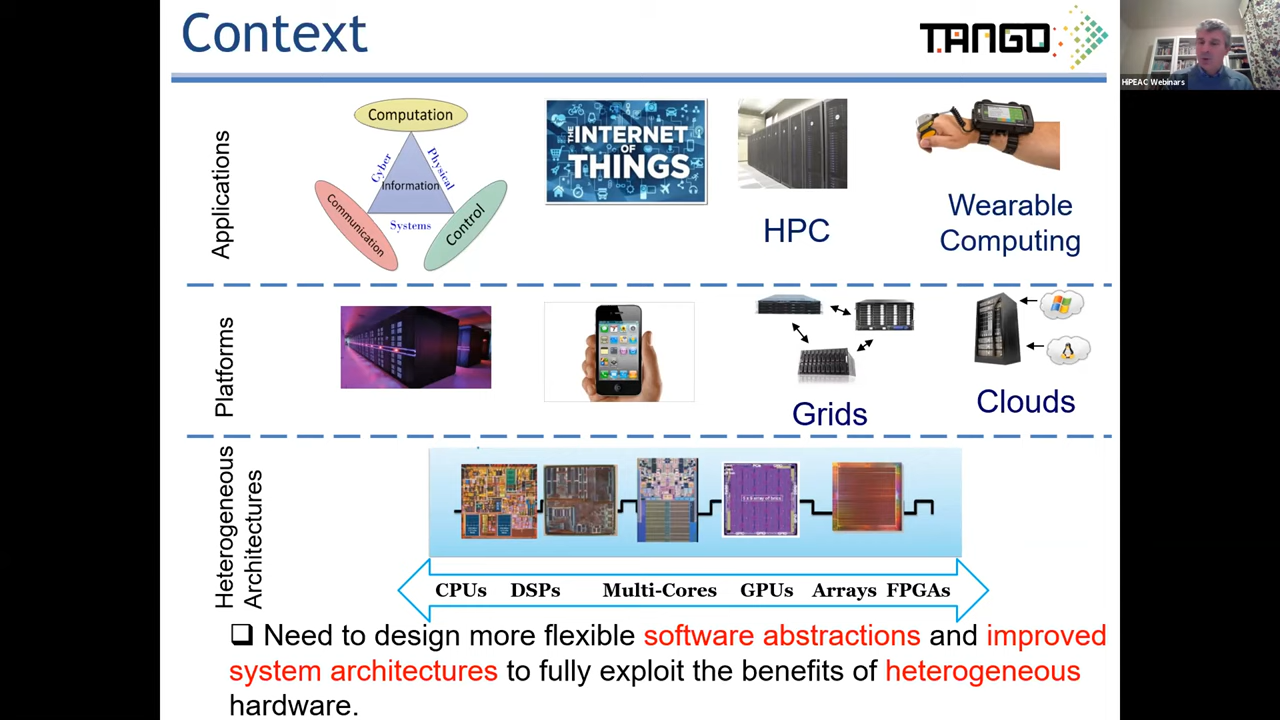 Context
TANGO
HiPEAC Webinars
Applications
Computation
Cyber
Physical
Information
Systems
Communication
Control
THE
INTERNET
OF
THINGS
HPC
Wearable
Computing
Platforms
Grids
Clouds
Heterogeneous
Architectures
CPUs DSPs Multi-Cores GPUs Arrays FPGAs
❑ Need to design more flexible software abstractions and improved
system architectures to fully exploit the benefits of heterogeneous
hardware.